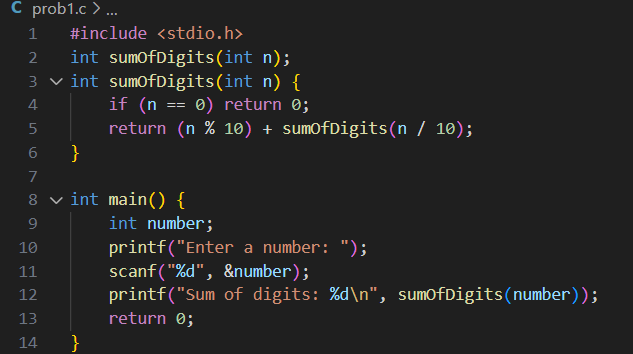 C prob1.c > ...
1 #include <stdio.h>
2 int sumOfDigits(int n);
3 int sumOfDigits(int n) {
4     if (n == 0) return 0;
5     return (n % 10) + sumOfDigits(n / 10);
6 }
7
8 int main() {
9     int number;
10     printf("Enter a number: ");
11     scanf("%d", &number);
12     printf("Sum of digits: %d\n", sumOfDigits(number));
13     return 0;
14 }